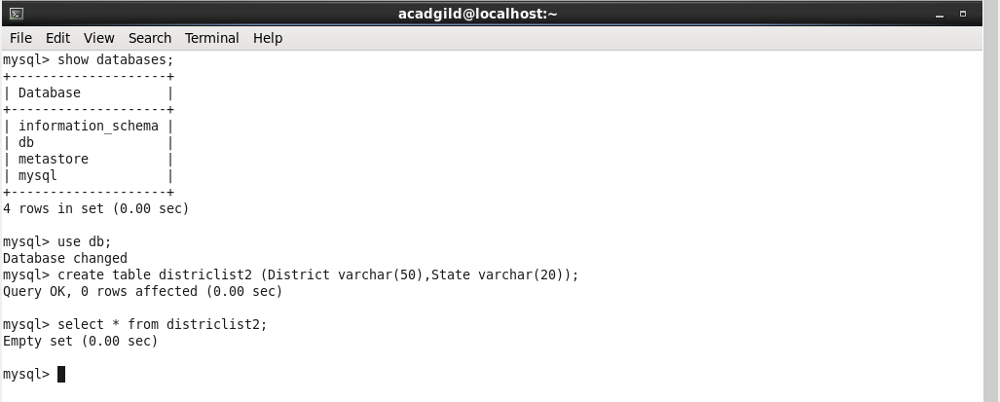 acadgild@localhost:~
File Edit View Search Terminal Help
mysql> show databases;
+--------------------+
| Database           |
+--------------------+
| information_schema |
| db                 |
| metastore          |
| mysql              |
+--------------------+
4 rows in set (0.00 sec)
mysql> use db;
Database changed
mysql> create table districlist2 (District varchar(50),State varchar(20));
Query OK, 0 rows affected (0.00 sec)
mysql> select * from districlist2;
Empty set (0.00 sec)
mysql>